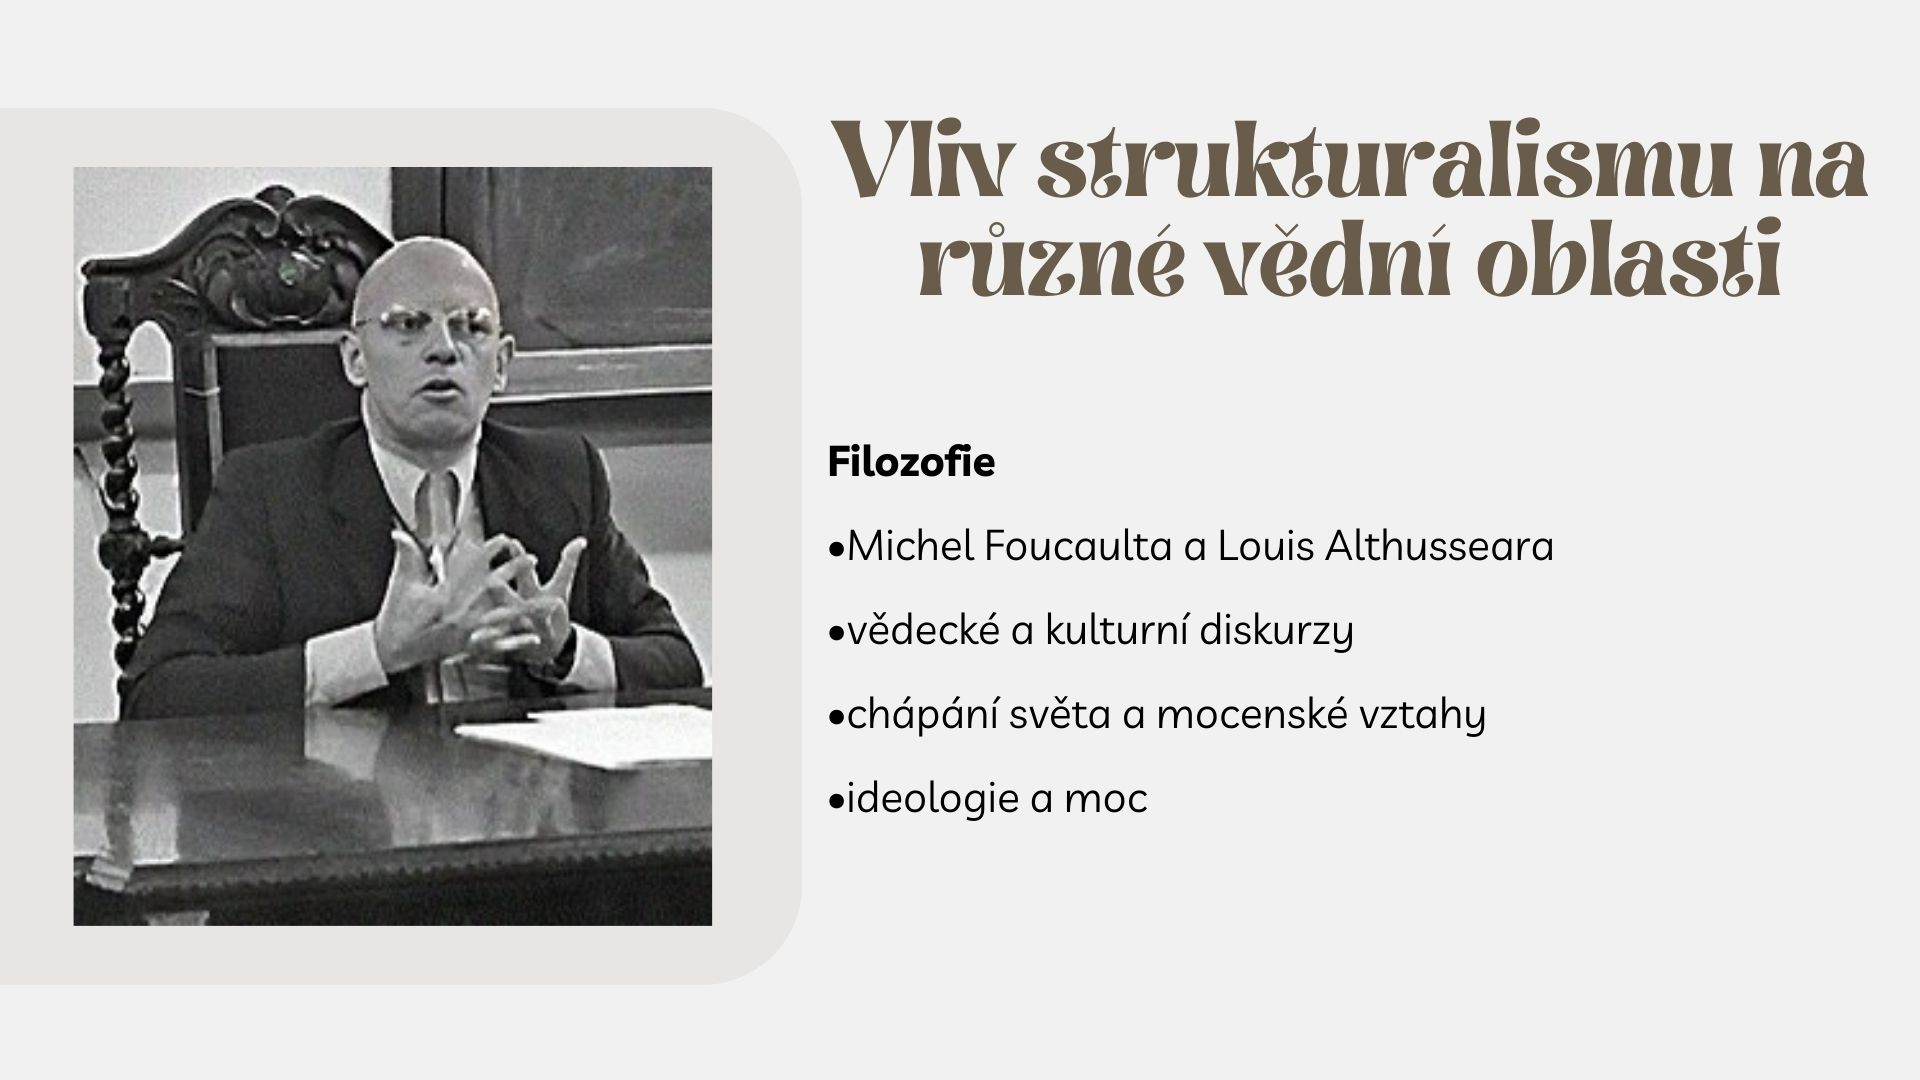 Vliv strukturalismu na
různé vědní oblasti
Filozofie
•Michel Foucaulta a Louis Althusseara
•vědecké a kulturní diskurzy
•chápání světa a mocenské vztahy
•ideologie a moc